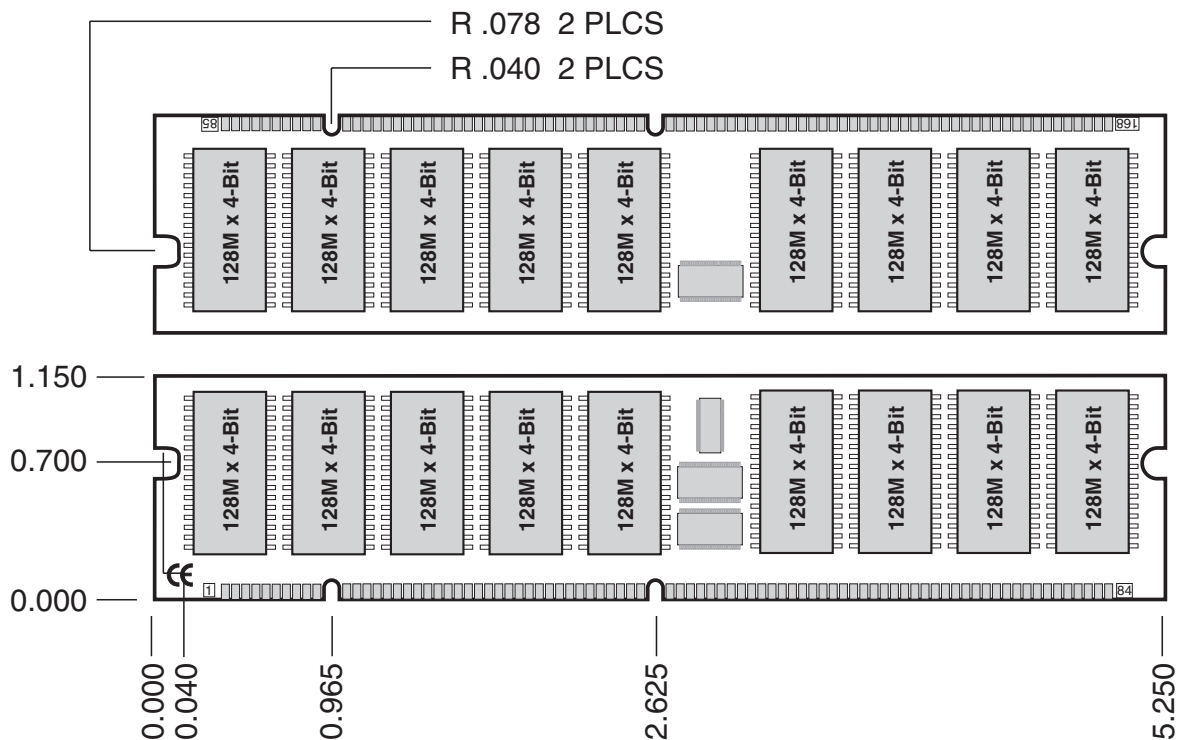 R .078 2 PLCS
R .040 2 PLCS
85
168
128M x 4-Bit
128M x 4-Bit
128M x 4-Bit
128M x 4-Bit
128M x 4-Bit
128M x 4-Bit
128M x 4-Bit
128M x 4-Bit
128M x 4-Bit
1.150
0.700
0.000
128M x 4-Bit
128M x 4-Bit
128M x 4-Bit
128M x 4-Bit
128M x 4-Bit
128M x 4-Bit
128M x 4-Bit
128M x 4-Bit
128M x 4-Bit
CE
1
84
0.000
0.040
0.965
2.625
5.250